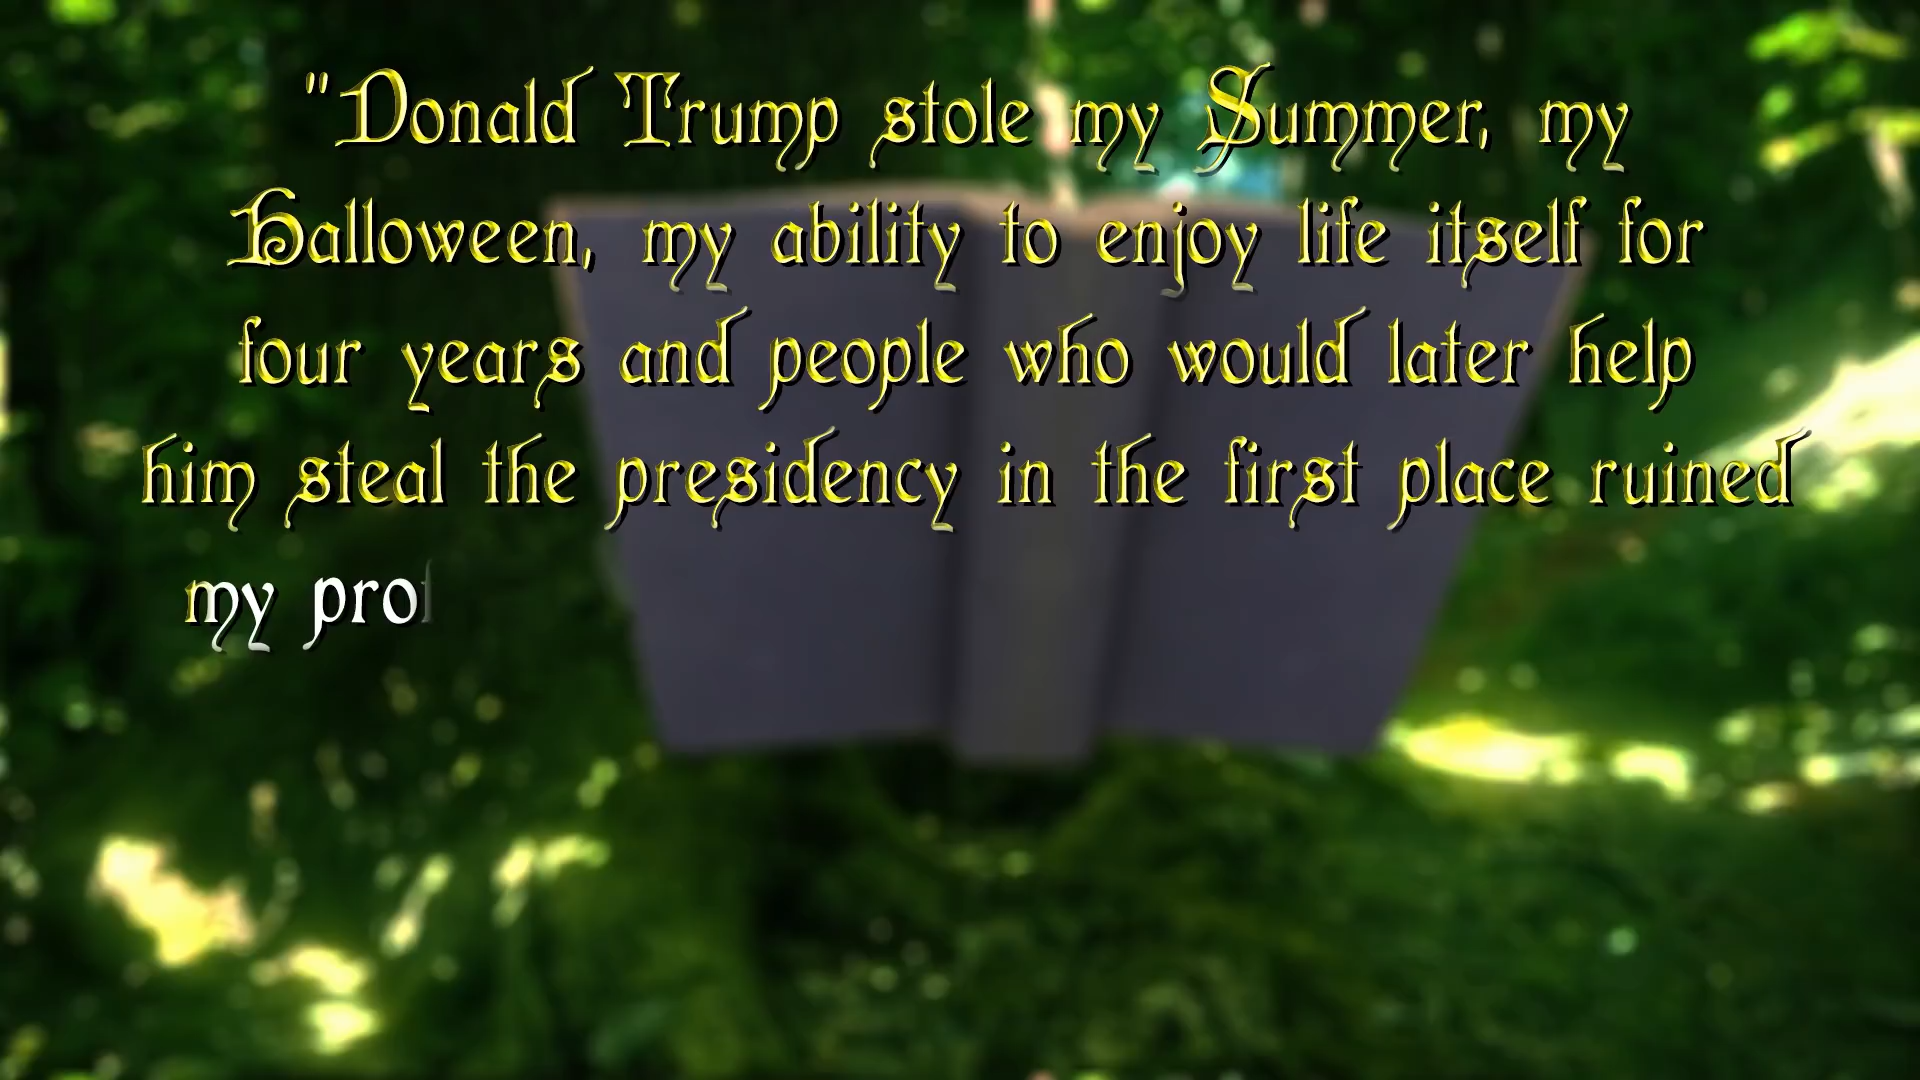 "Donald Trump stole my Summer, my
Halloween, my ability to enjoy life itself for
four years and people who would later help
him steal the presidency in the first place ruined
my pro